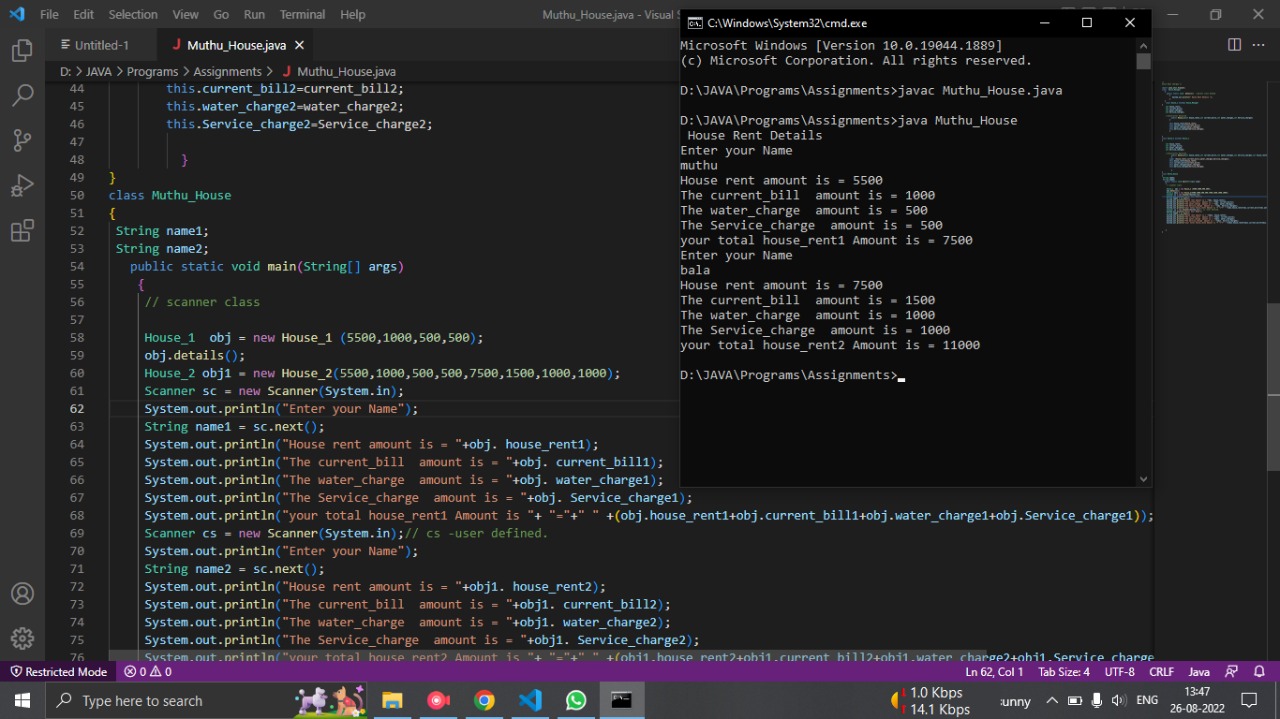 File Edit Selection View Go Run Terminal Help
Muthu_House.java - Visual S
Untitled-1
Muthu_House.java
D: > JAVA > Programs > Assignments > Muthu_House.java
44 this.current_bill2=current_bill2;
45 this.water_charge2=water_charge2;
46 this.Service_charge2=Service_charge2;
47
48 }
49 }
50 class Muthu_House
51 {
52 String name1;
53 String name2;
54 public static void main(String[] args)
55 {
56 // scanner class
57
58 House_1  obj = new House_1 (5500,1000,500,500);
59 obj.details();
60 House_2 obj1 = new House_2(5500,1000,500,500,7500,1500,1000,1000);
61 Scanner sc = new Scanner(System.in);
62 System.out.println("Enter your Name");
63 String name1 = sc.next();
64 System.out.println("House rent amount is = "+obj. house_rent1);
65 System.out.println("The current_bill  amount is = "+obj. current_bill1);
66 System.out.println("The water_charge  amount is = "+obj. water_charge1);
67 System.out.println("The Service_charge  amount is = "+obj. Service_charge1);
68 System.out.println("your total house_rent1 Amount is "+ "="+" " +(obj.house_rent1+obj.current_bill1+obj.water_charge1+obj.Service_charge1));
69 Scanner cs = new Scanner(System.in);// cs -user defined.
70 System.out.println("Enter your Name");
71 String name2 = sc.next();
72 System.out.println("House rent amount is = "+obj1. house_rent2);
73 System.out.println("The current_bill  amount is = "+obj1. current_bill2);
74 System.out.println("The water_charge  amount is = "+obj1. water_charge2);
75 System.out.println("The Service_charge  amount is = "+obj1. Service_charge2);
76 System.out.println("your total house_rent2 Amount is "+ "="+" " +(obj1.house_rent2+obj1.current_bill2+obj1.water_charge2+obj1.Service_charge
C:\Windows\System32\cmd.exe
Microsoft Windows [Version 10.0.19044.1889]
(c) Microsoft Corporation. All rights reserved.
D:\JAVA\Programs\Assignments>javac Muthu_House.java
D:\JAVA\Programs\Assignments>java Muthu_House
House Rent Details
Enter your Name
muthu
House rent amount is = 5500
The current_bill  amount is = 1000
The water_charge  amount is = 500
The Service_charge  amount is = 500
your total house_rent1 Amount is = 7500
Enter your Name
bala
House rent amount is = 7500
The current_bill  amount is = 1500
The water_charge  amount is = 1000
The Service_charge  amount is = 1000
your total house_rent2 Amount is = 11000
D:\JAVA\Programs\Assignments>
Restricted Mode 0 0
Ln 62, Col 1 Tab Size: 4 UTF-8 CRLF Java
Type here to search
1.0 Kbps
14.1 Kbps
unny
ENG
13:47
26-08-2022